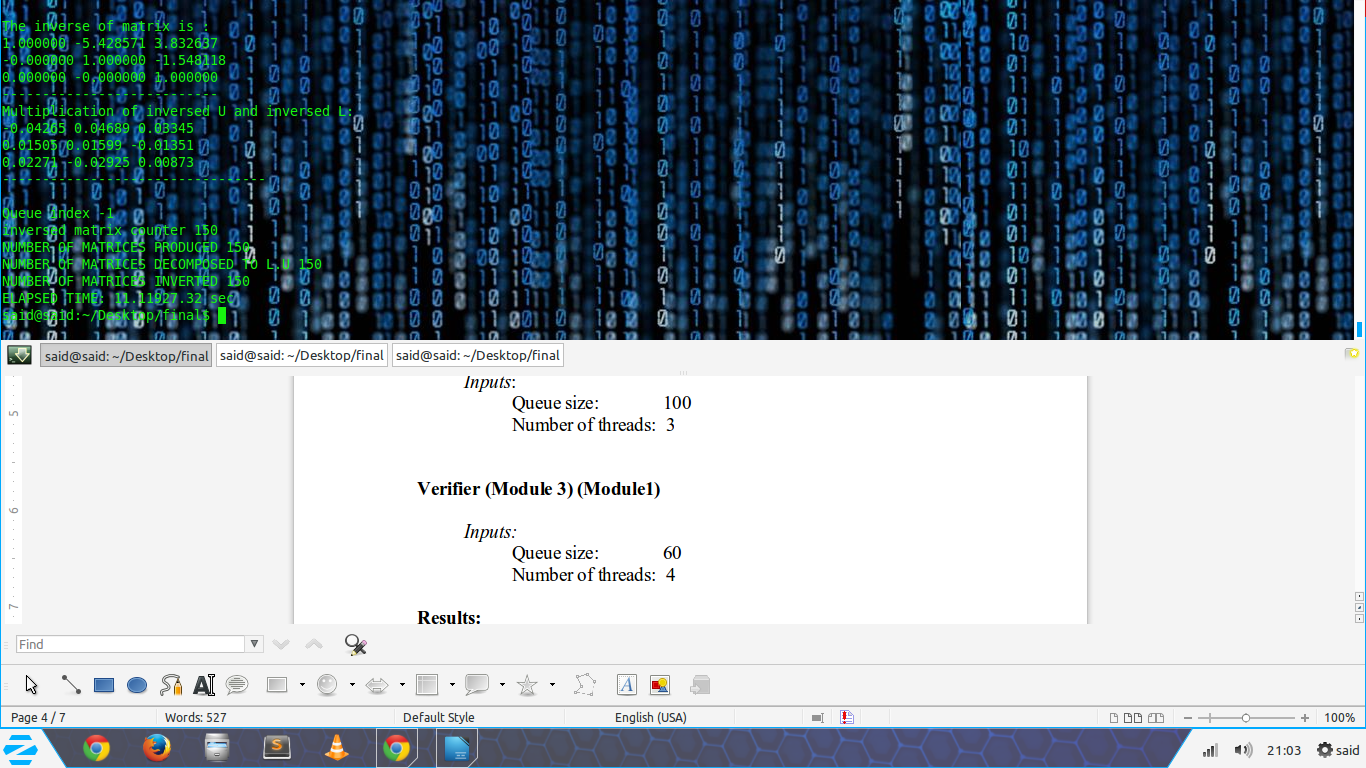 The inverse of matrix is :
1.000000 -5.428571 3.832637
-0.000000 1.000000 -1.548118
0.000000 -0.000000 1.000000
---------------------------
Multiplication of inversed U and inversed L:
-0.04265 0.04689 0.03345
0.01505 0.01599 -0.01351
0.02271 -0.02925 0.00873
---------------------------------
Queue index -1
inversed matrix counter 150
NUMBER OF MATRICES PRODUCED 150
NUMBER OF MATRICES DECOMPOSED TO L.U 150
NUMBER OF MATRICES INVERTED 150
ELAPSED TIME: 11.11927.32 sec
said@said:~/Desktop/final$
said@said: ~/Desktop/final said@said: ~/Desktop/final said@said: ~/Desktop/final
Inputs:
Queue size: 100
Number of threads: 3
Verifier (Module 3) (Module1)
Inputs:
Queue size: 60
Number of threads: 4
Results:
5
6
7
Find
Page 4 / 7 Words: 527 Default Style English (USA) 100%
21:03 said